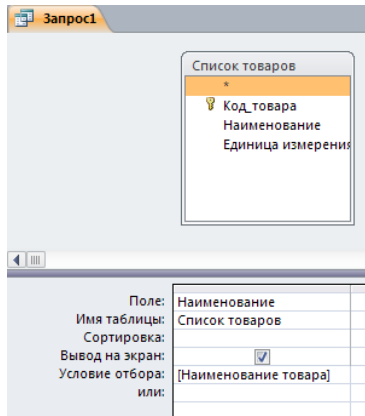 Запрос1
Список товаров
*
Код_товара
Наименование
Единица измерения
Поле: Наименование
Имя таблицы: Список товаров
Сортировка:
Вывод на экран:
Условие отбора: [Наименование товара]
или: